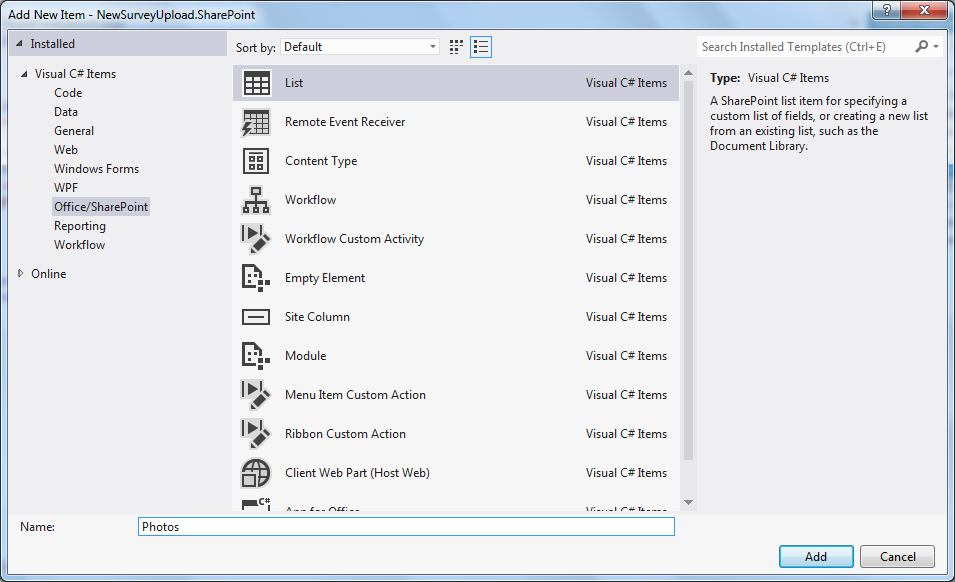 Add New Item - NewSurveyUpload.SharePoint
?
Installed
Sort by: Default
Search Installed Templates (Ctrl+E)
Visual C# Items
Code
Data
General
Web
Windows Forms
WPF
Office/SharePoint
Reporting
Workflow
Online
List Visual C# Items
Remote Event Receiver Visual C# Items
Content Type Visual C# Items
Workflow Visual C# Items
Workflow Custom Activity Visual C# Items
Empty Element Visual C# Items
Site Column Visual C# Items
Module Visual C# Items
Menu Item Custom Action Visual C# Items
Ribbon Custom Action Visual C# Items
Client Web Part (Host Web) Visual C# Items
C# App for Office Visual C# Items
Type: Visual C# Items
A SharePoint list item for specifying a
custom list of fields, or creating a new list
from an existing list, such as the
Document Library.
Name: Photos
Add Cancel